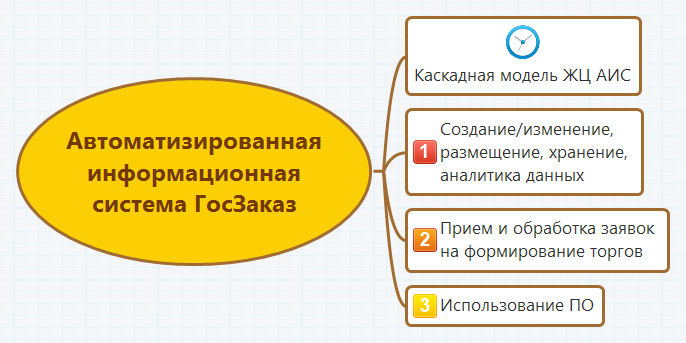 Автоматизированная
информационная
система ГосЗаказ
Каскадная модель ЖЦ АИС
1
Создание/изменение,
размещение, хранение,
аналитика данных
2
Прием и обработка заявок
на формирование торгов
3
Использование ПО